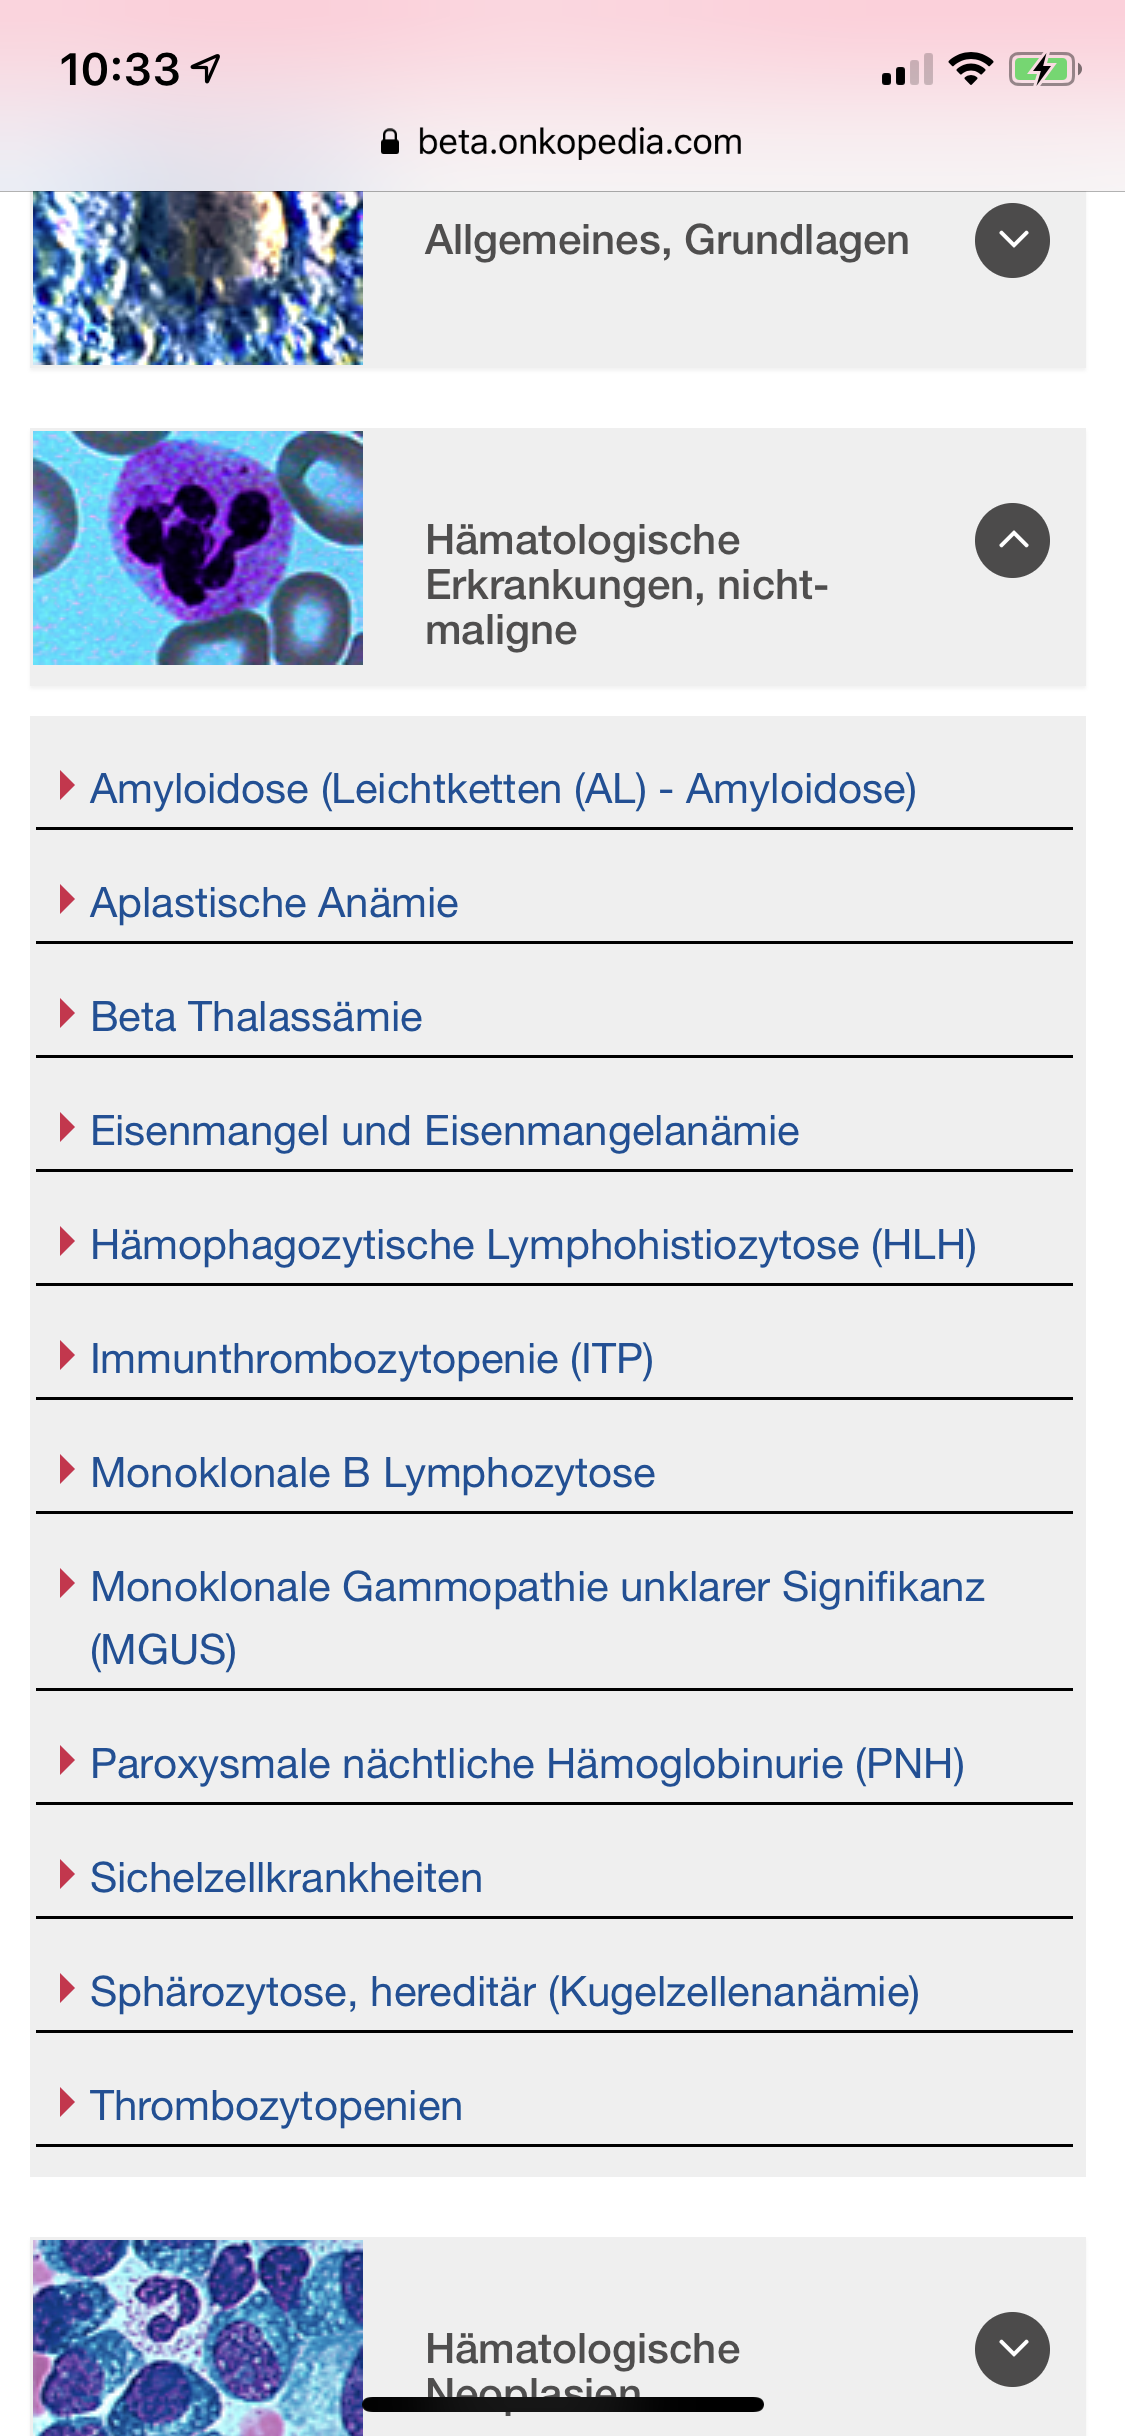 10:33
beta.onkopedia.com
Allgemeines, Grundlagen
Hämatologische
Erkrankungen, nicht-
maligne
Amyloidose (Leichtketten (AL) - Amyloidose)
Aplastische Anämie
Beta Thalassämie
Eisenmangel und Eisenmangelanämie
Hämophagozytische Lymphohistiozytose (HLH)
Immunthrombozytopenie (ITP)
Monoklonale B Lymphozytose
Monoklonale Gammopathie unklarer Signifikanz
(MGUS)
Paroxysmale nächtliche Hämoglobinurie (PNH)
Sichelzellkrankheiten
Sphärozytose, hereditär (Kugelzellenanämie)
Thrombozytopenien
Hämatologische
Neoplasien